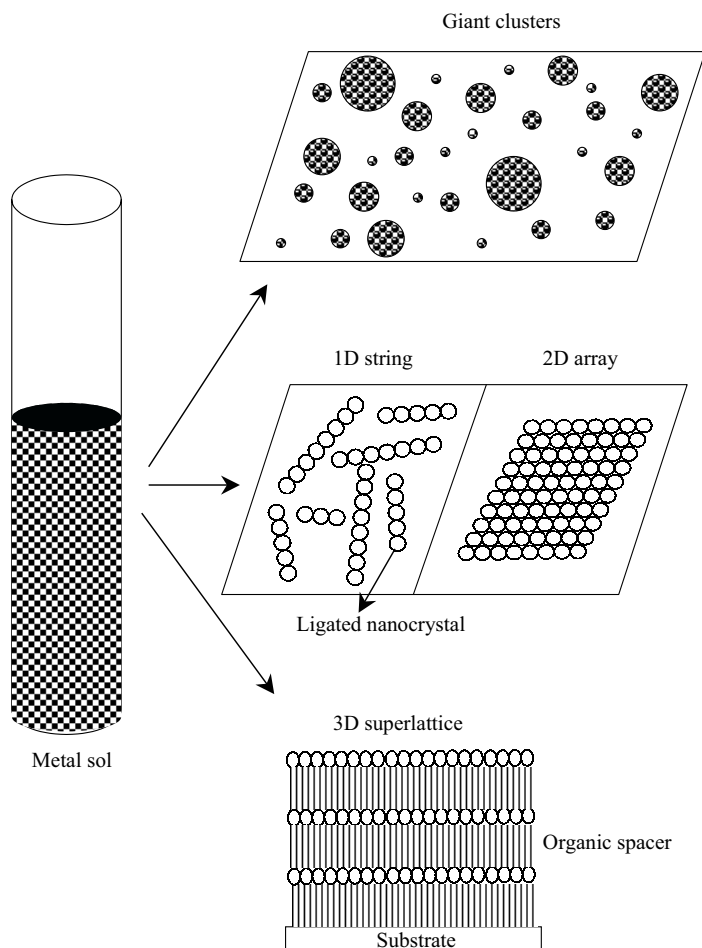 Giant clusters
1D string
2D array
Ligated nanocrystal
Metal sol
3D superlattice
Organic spacer
Substrate